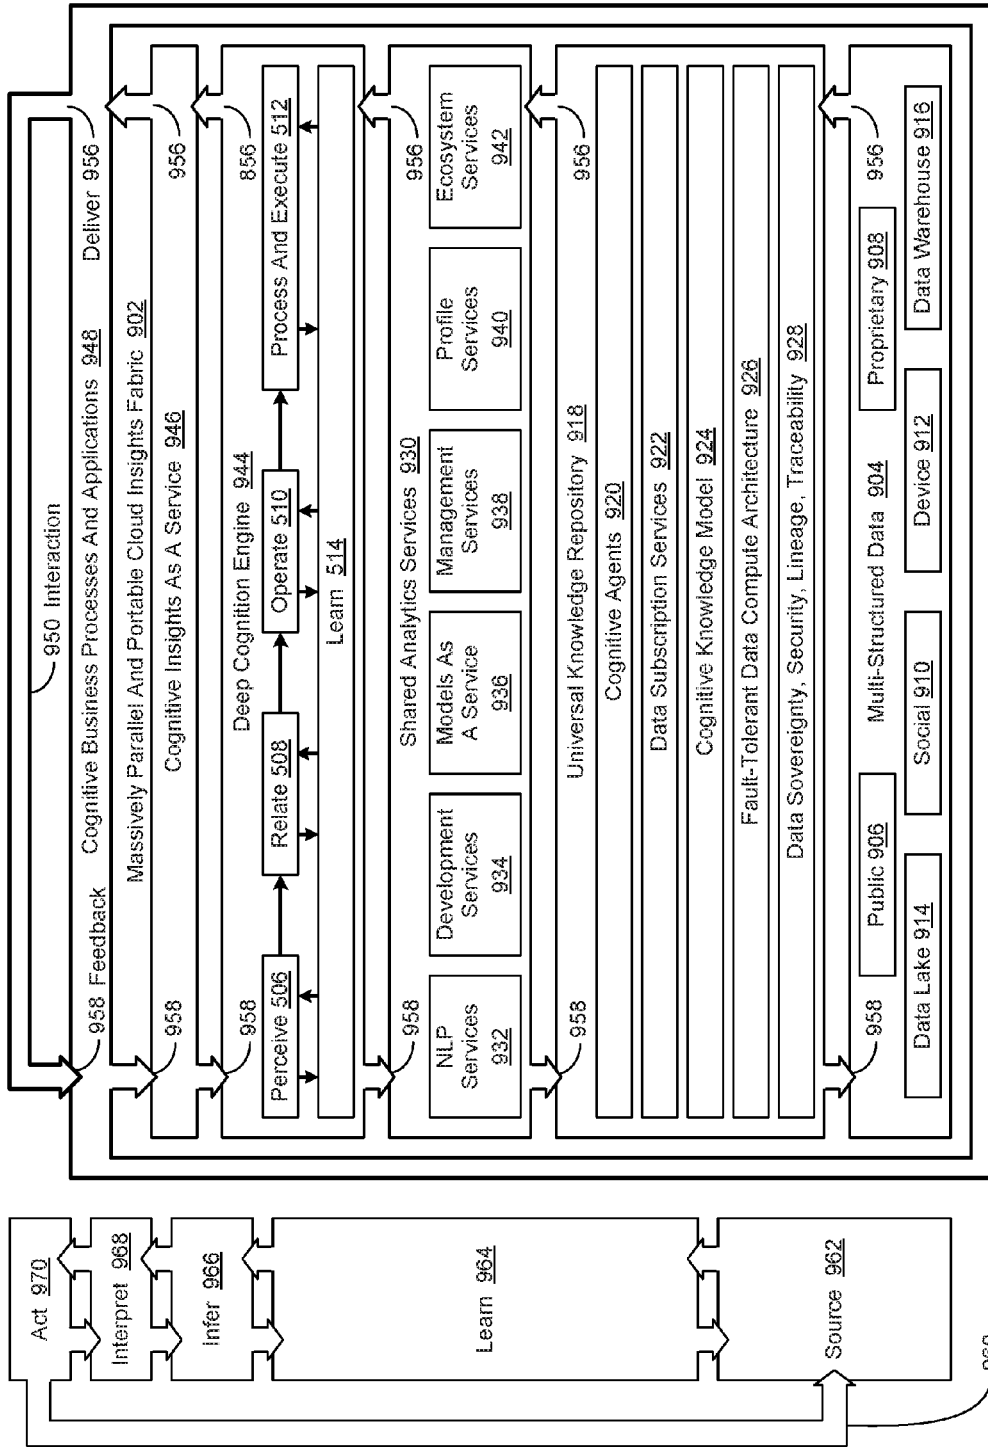 Act 970
Interpret 968
Infer 966
Learn 964
Source 962
950 Interaction
958 Feedback
Cognitive Business Processes And Applications 948
Deliver 956
Massively Parallel And Portable Cloud Insights Fabric 902
958
Cognitive Insights As A Service 946
956
958
Deep Cognition Engine 944
856
Perceive 506
Relate 508
Operate 510
Process And Execute 512
Learn 514
958
Shared Analytics Services 930
956
NLP
Services
932
Development
Services
934
Models As
A Service
936
Management
Services
938
Profile
Services
940
Ecosystem
Services
942
958
Universal Knowledge Repository 918
956
Cognitive Agents 920
Data Subscription Services 922
Cognitive Knowledge Model 924
Fault-Tolerant Data Compute Architecture 926
Data Sovereignty, Security, Lineage, Traceability 928
958
Multi-Structured Data 904
956
Public 906
Proprietary 908
Data Lake 914
Social 910
Device 912
Data Warehouse 916